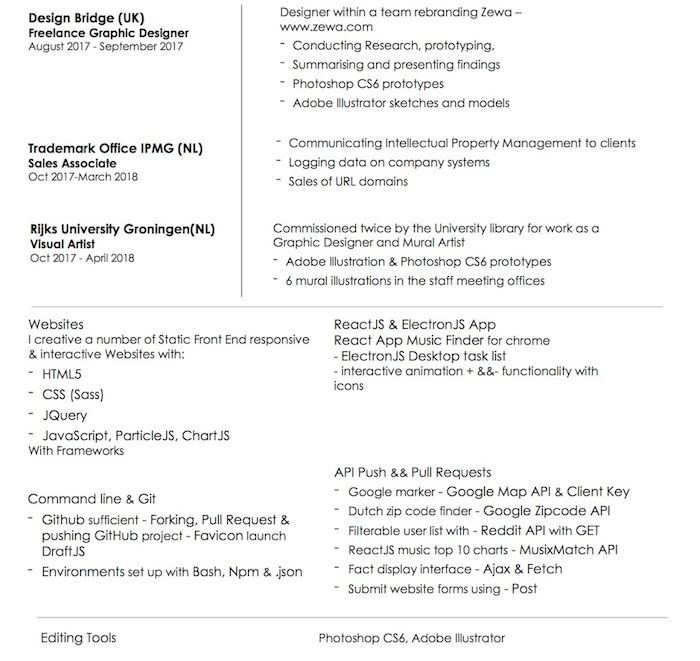 Design Bridge (UK)
Freelance Graphic Designer
August 2017 - September 2017
Designer within a team rebranding Zewa –
www.zewa.com
- Conducting Research, prototyping,
- Summarising and presenting findings
- Photoshop CS6 prototypes
- Adobe Illustrator sketches and models
Trademark Office IPMG (NL)
Sales Associate
Oct 2017-March 2018
- Communicating Intellectual Property Management to clients
- Logging data on company systems
- Sales of URL domains
Rijks University Groningen(NL)
Visual Artist
Oct 2017 - April 2018
Commissioned twice by the University library for work as a
Graphic Designer and Mural Artist
- Adobe Illustration & Photoshop CS6 prototypes
- 6 mural illustrations in the staff meeting offices
Websites
I creative a number of Static Front End responsive
& interactive Websites with:
- HTML5
- CSS (Sass)
- JQuery
- JavaScript, ParticleJS, ChartJS
With Frameworks
ReactJS & ElectronJS App
React App Music Finder for chrome
- ElectronJS Desktop task list
- interactive animation + &&- functionality with
icons
Command line & Git
- Github sufficient - Forking, Pull Request &
pushing GitHub project - Favicon launch
DraftJS
- Environments set up with Bash, Npm & .json
API Push && Pull Requests
- Google marker - Google Map API & Client Key
- Dutch zip code finder - Google Zipcode API
- Filterable user list with - Reddit API with GET
- ReactJS music top 10 charts - MusixMatch API
- Fact display interface - Ajax & Fetch
- Submit website forms using - Post
Editing Tools
Photoshop CS6, Adobe Illustrator